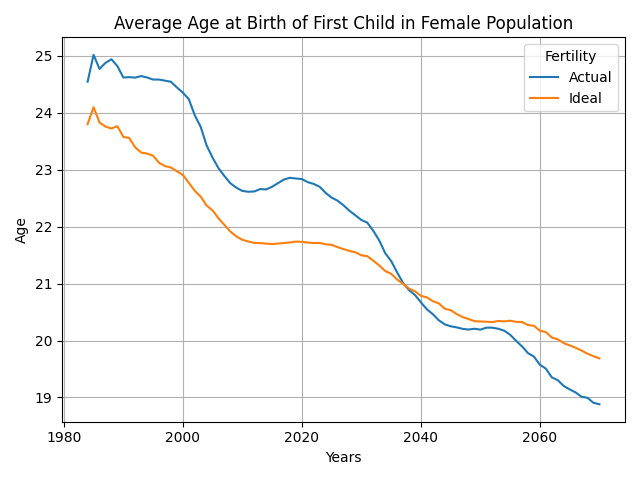 Average Age at Birth of First Child in Female Population
Fertility
Actual
Ideal
25
24
23
22
21
20
19
Age
1980
2000
2020
2040
2060
Years